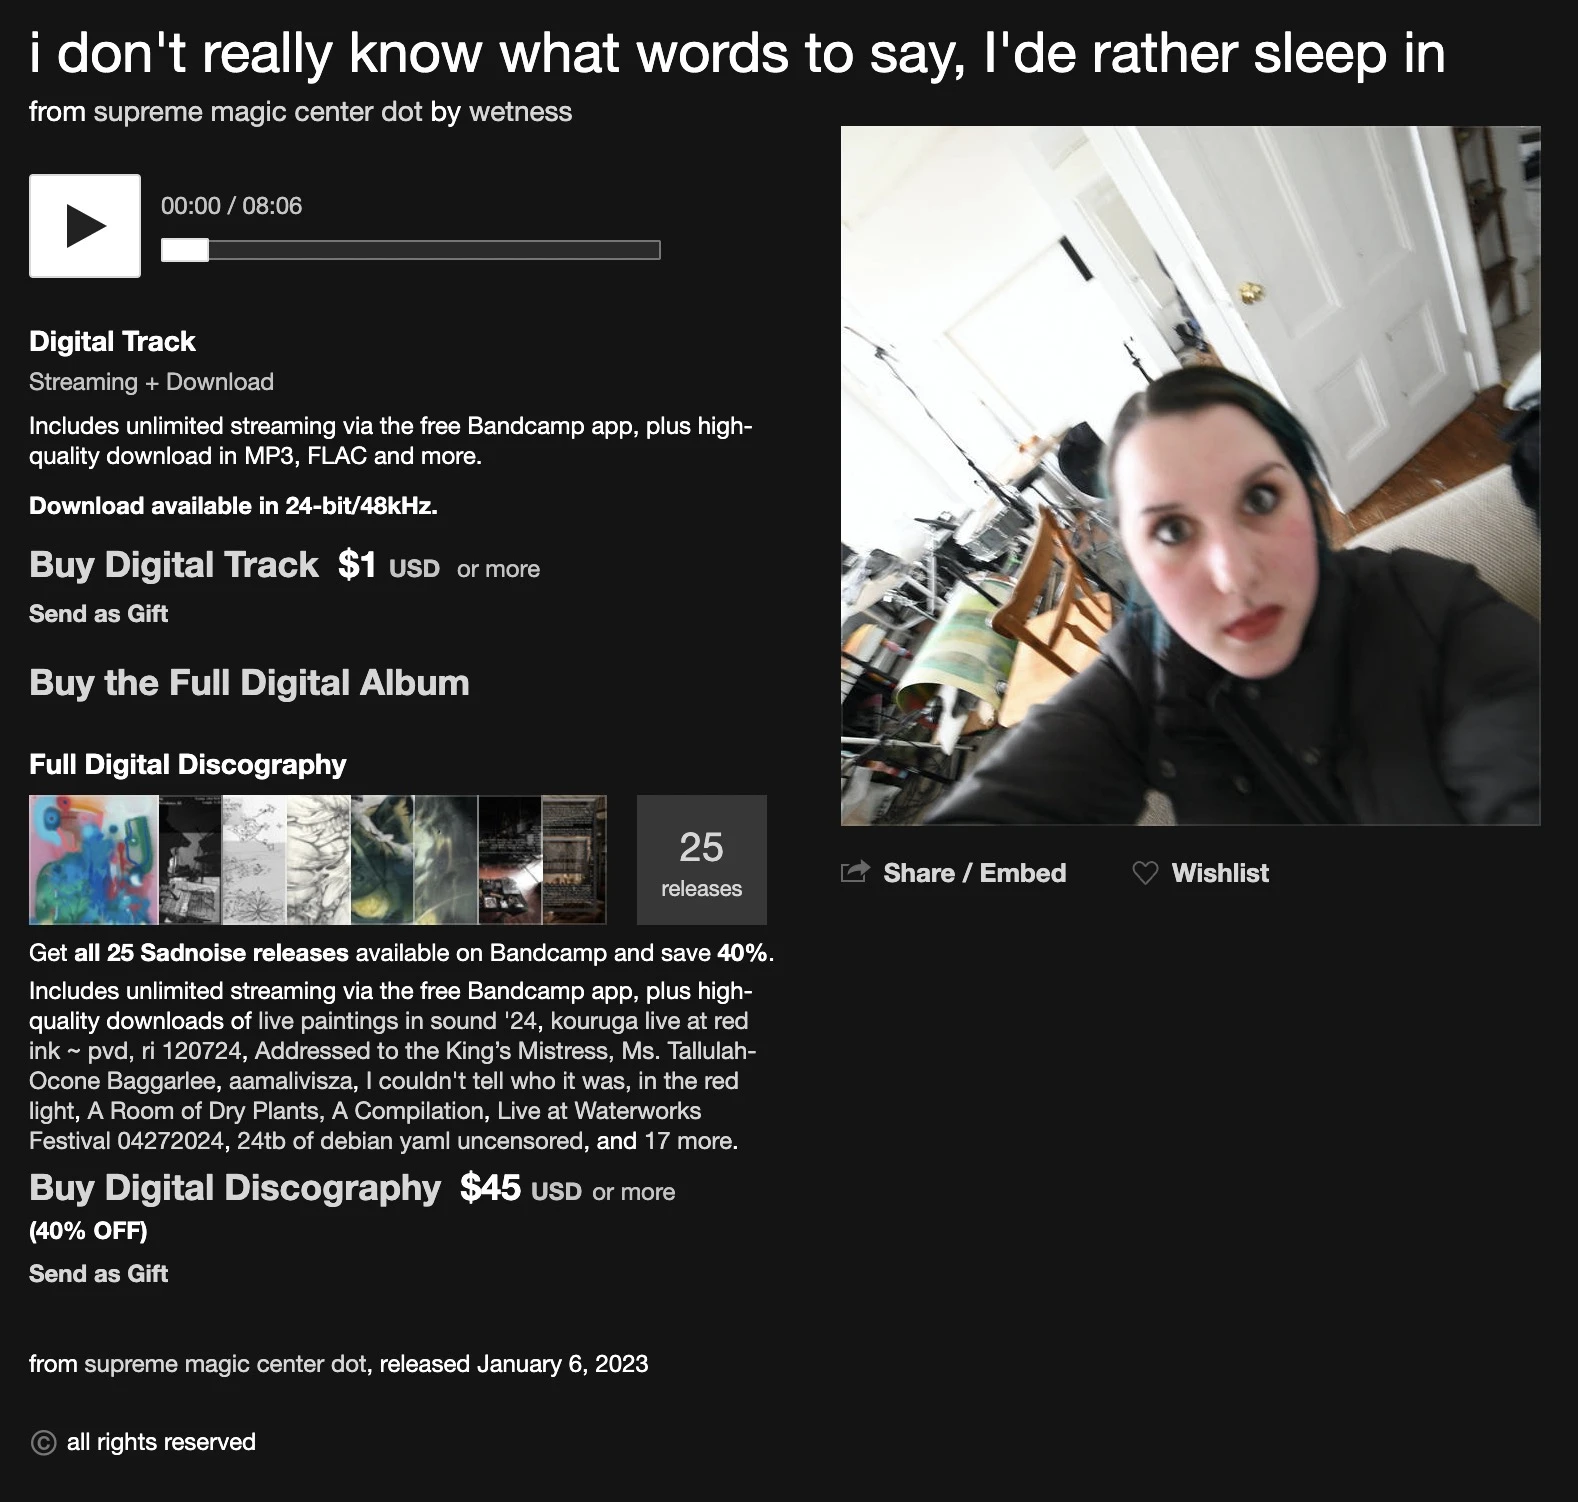 i don't really know what words to say, I'de rather sleep in
from supreme magic center dot by wetness
00:00 / 08:06
Digital Track
Streaming + Download
Includes unlimited streaming via the free Bandcamp app, plus high-
quality download in MP3, FLAC and more.
Download available in 24-bit/48kHz.
Buy Digital Track $1 USD or more
Send as Gift
Buy the Full Digital Album
Full Digital Discography
25
releases
Get all 25 Sadnoise releases available on Bandcamp and save 40%.
Includes unlimited streaming via the free Bandcamp app, plus high-
quality downloads of live paintings in sound '24, kouruga live at red
ink ~ pvd, ri 120724, Addressed to the King’s Mistress, Ms. Tallulah-
Ocone Baggarlee, aamalivisza, I couldn't tell who it was, in the red
light, A Room of Dry Plants, A Compilation, Live at Waterworks
Festival 04272024, 24tb of debian yaml uncensored, and 17 more.
Buy Digital Discography $45 USD or more
(40% OFF)
Send as Gift
from supreme magic center dot, released January 6, 2023
© all rights reserved
Share / Embed
Wishlist